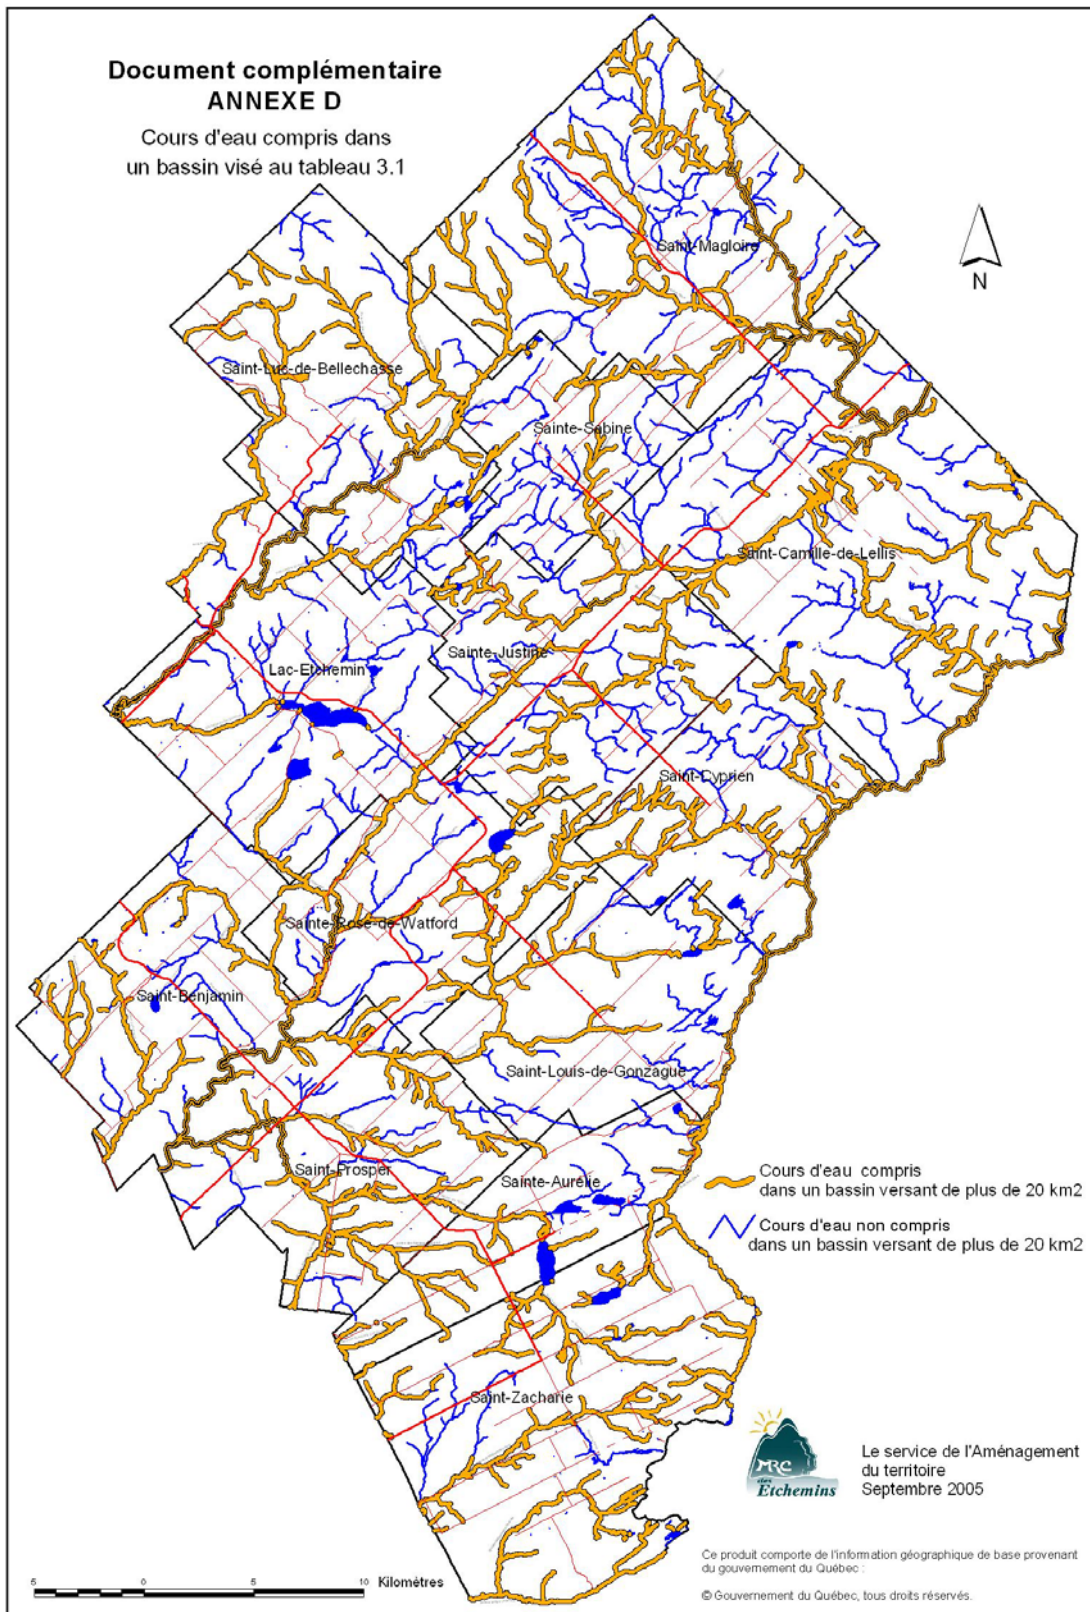 Document complémentaire
ANNEXE D
Cours d'eau compris dans
un bassin visé au tableau 3.1
Saint-Magloire
N
Saint-Luc-de-Bellechasse
Sainte-Sabine
Saint-Camille-de-Lellis
Sainte-Justine
Lac-Etchemin
Saint-Cyprien
Sainte-Rose-de-Watford
Saint-Benjamin
Saint-Louis-de-Gonzague
Saint-Prosper
Sainte-Aurélie
Cours d'eau compris
dans un bassin versant de plus de 20 km2
Cours d'eau non compris
dans un bassin versant de plus de 20 km2
Saint-Zacharie
MRC
des
Etchemins
Le service de l'Aménagement
du territoire
Septembre 2005
Ce produit comporte de l'information géographique de base provenant
du gouvernement du Québec :
© Gouvernement du Québec, tous droits réservés.
5 0 5 10 Kilomètres